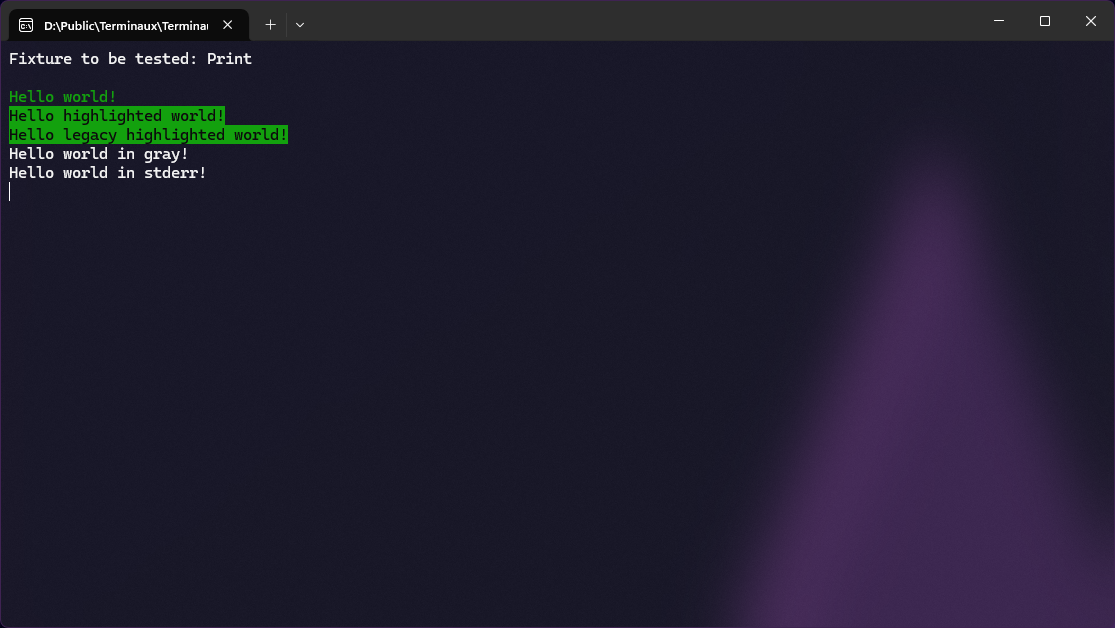 D:\Public\Terminaux\Termina
Fixture to be tested: Print
Hello world!
Hello highlighted world!
Hello legacy highlighted world!
Hello world in gray!
Hello world in stderr!